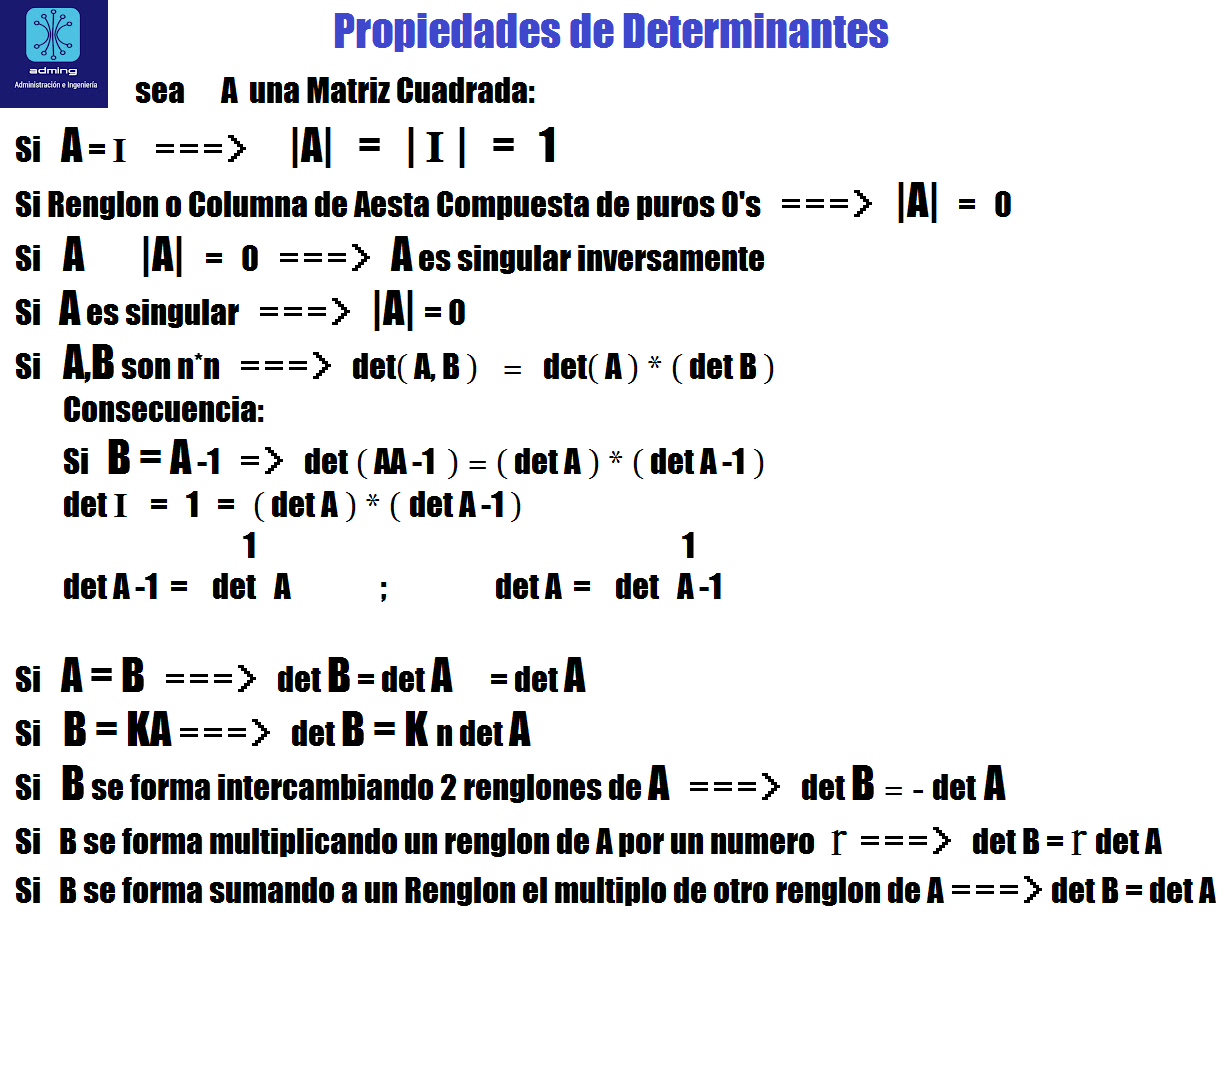 Propiedades de Determinantes
adming
Administración e Ingeniería
sea A una Matriz Cuadrada:
Si A = I ===> |A| = | I | = 1
Si Renglon o Columna de Aesta Compuesta de puros 0's ===> |A| = 0
Si A |A| = 0 ===> A es singular inversamente
Si A es singular ===> |A| = 0
Si A,B son n*n ===> det( A, B ) = det( A ) * ( det B )
Consecuencia:
Si B = A -1 => det ( AA -1 ) = ( det A ) * ( det A -1 )
det I = 1 = ( det A ) * ( det A -1 )
1 1
det A -1 = det A ; det A = det A -1
Si A = B ===> det B = det A = det A
Si B = KA ===> det B = K n det A
Si B se forma intercambiando 2 renglones de A ===> det B = - det A
Si B se forma multiplicando un renglon de A por un numero r ===> det B = r det A
Si B se forma sumando a un Renglon el multiplo de otro renglon de A ===> det B = det A